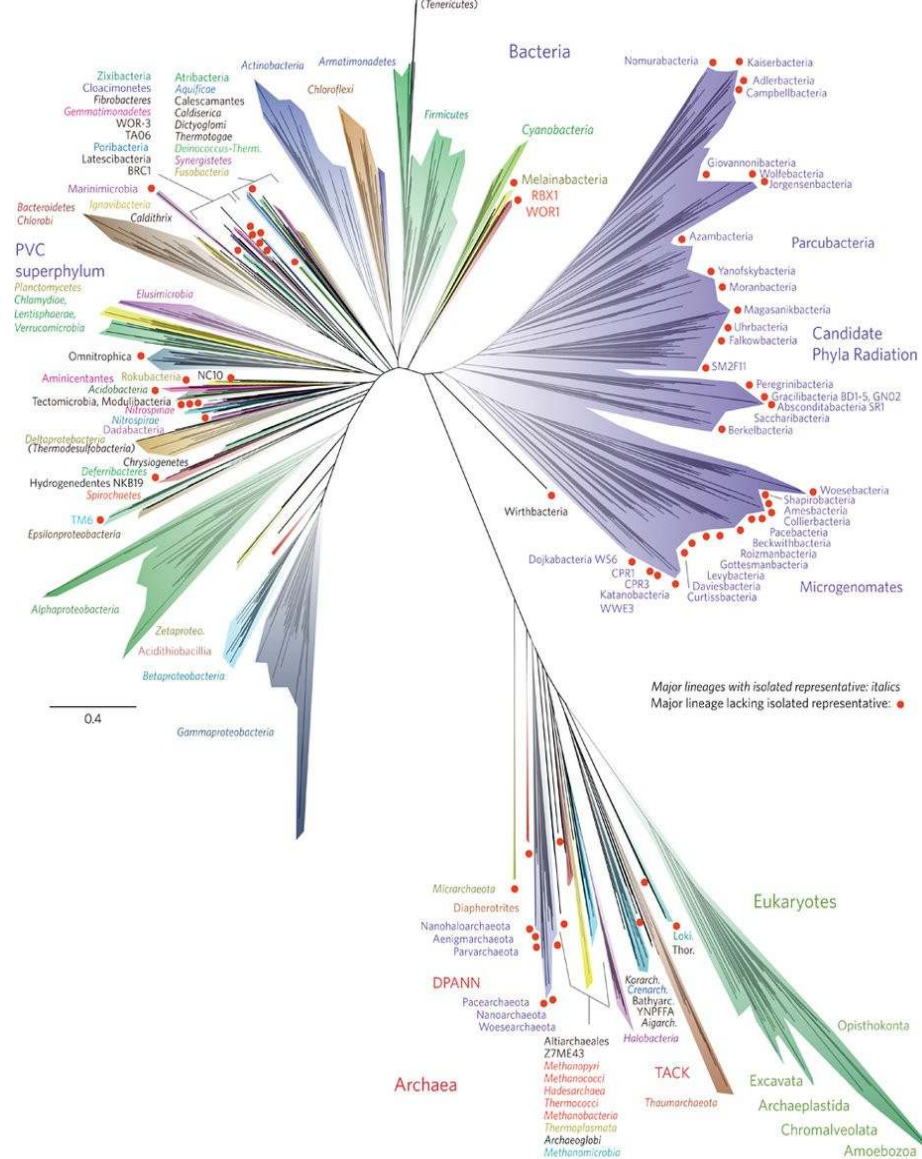 (Tenericutes)
Bacteria
Nomurabacteria
Kaiserbacteria
Adlerbacteria
Campbellbacteria
Zixibacteria
Cloacimonetes
Fibrobacteres
Gemmatimonadetes
WOR-3
TA06
Poribacteria
Latescibacteria
BRC1
Atribacteria
Aquificae
Calescamantes
Caldiserica
Dictyoglomi
Thermotogae
Deinococcus-Therm.
Synergistetes
Fusobacteria
Actinobacteria
Armatimonadetes
Chloroflexi
Firmicutes
Cyanobacteria
Melainabacteria
RBX1
WOR1
Giovannonibacteria
Wolfebacteria
Jorgensenbacteria
Marinimicrobia
Ignavibacteria
Bacteroidetes
Chlorobi
Caldithrix
PVC
superphylum
Planctomycetes
Chlamydiae,
Lentisphaerae,
Verrucomicrobia
Elusimicrobia
Azambacteria
Parcubacteria
Yanofskybacteria
Moranbacteria
Magasanikbacteria
Uhrbacteria
Falkowbacteria
Candidate
Phyla Radiation
SM2F11
Omnitrophica
Aminicentantes
Rokubacteria
NC10
Acidobacteria
Tectomicrobia, Modulibacteria
Nitrospinae
Nitrospirae
Dadabacteria
Deltaprotebacteria
(Thermodesulfobacteria)
Chrysiogenetes
Deferribacteres
Hydrogenedentes NKB19
Spirochaetes
TM6
Epsilonproteobacteria
Peregrinibacteria
Gracilibacteria BD1-5, GN02
Absconditabacteria SR1
Saccharibacteria
Berkelbacteria
Woesebacteria
Shapirobacteria
Amesbacteria
Collierbacteria
Pacebacteria
Beckwithbacteria
Roizmanbacteria
Gottesmanbacteria
Levybacteria
Daviesbacteria
Curtissbacteria
Wirthbacteria
Dojkabacteria WS6
CPR1
CPR3
Katanobacteria
WWE3
Microgenomates
Alphaproteobacteria
Zetaproteo.
Acidithiobacillia
Betaproteobacteria
Gammaproteobacteria
0.4
Major lineages with isolated representative: italics
Major lineage lacking isolated representative:
Micrarchaeota
Diapherotrites
Nanohaloarchaeota
Aenigmarchaeota
Parvarchaeota
DPANN
Pacearchaeota
Nanoarchaeota
Woesearchaeota
Archaea
Altiarchaeales
Z7ME43
Methanopyri
Methanococci
Hadesarchaea
Thermococci
Methanobacteria
Thermoplasmata
Archaeoglobi
Methanomicrobia
Halobacteria
Loki.
Thor.
Korarch.
Crenarch.
Bathyarc.
YNPFFA
Aigarch.
TACK
Thaumarchaeota
Eukaryotes
Opisthokonta
Excavata
Archaeplastida
Chromalveolata
Amoebozoa